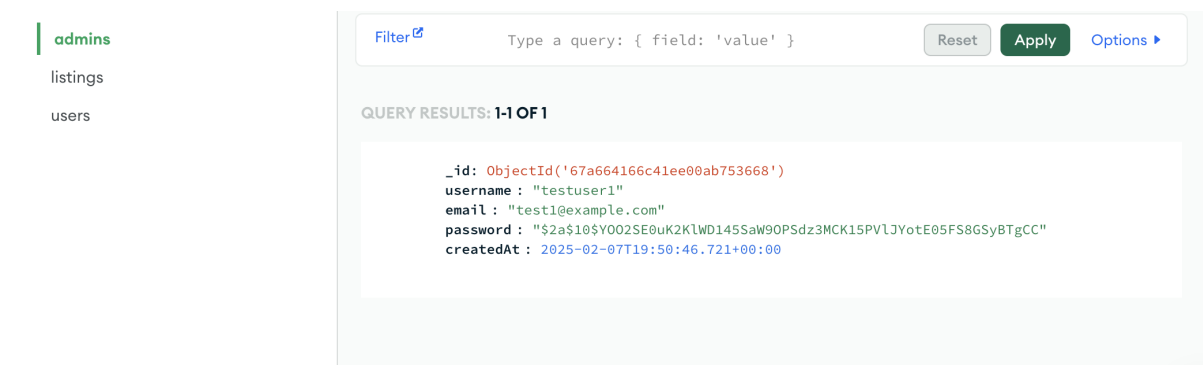 admins
listings
users
Filter
Type a query: { field: 'value' }
Reset
Apply
Options
QUERY RESULTS: 1-1 OF 1
_id: ObjectId('67a664166c41ee00ab753668')
username : "testuser1"
email : "test1@example.com"
password : "$2a$10$YOO2SE0uK2KlWD145SaW9OPSdz3MCK15PVlJYotE05FS8GSyBTgCC"
createdAt : 2025-02-07T19:50:46.721+00:00